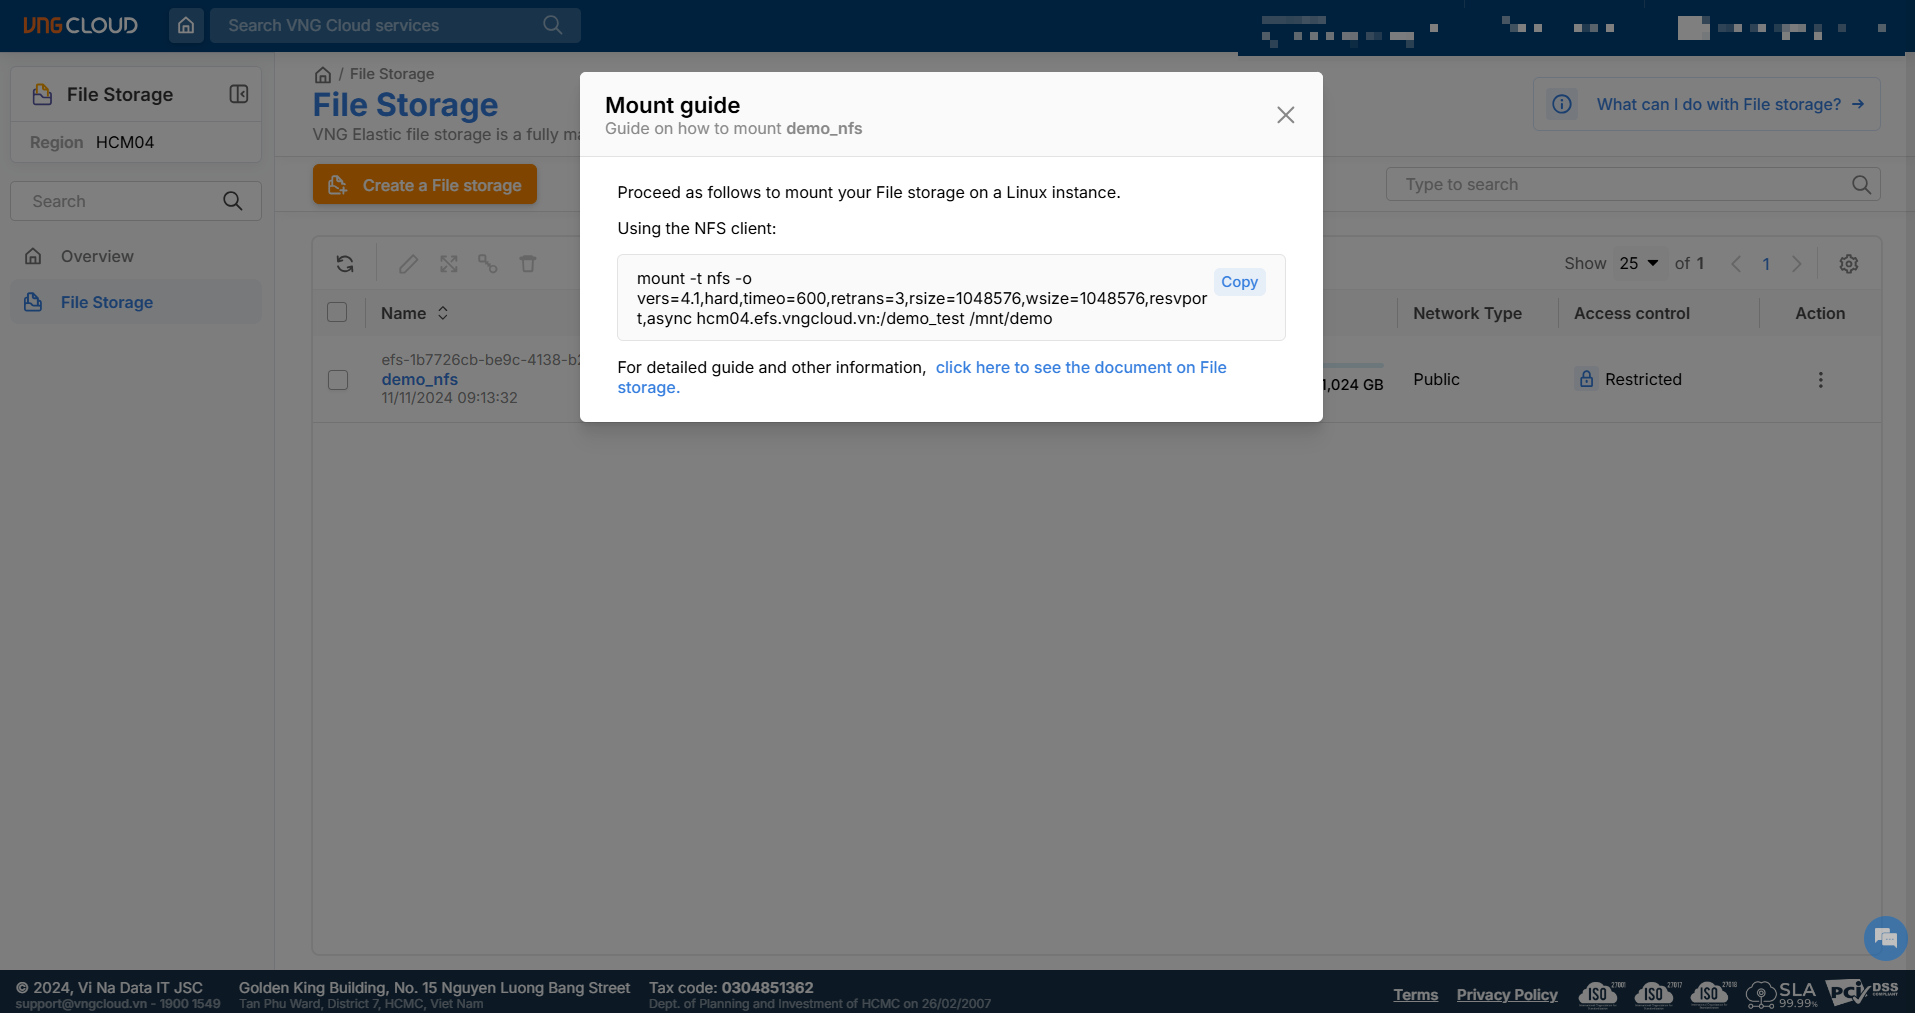 VNG CLOUD
Search VNG Cloud services
File Storage
Region HCM04
Search
Overview
File Storage
/ File Storage
File Storage
VNG Elastic file storage is a fully
What can I do with File storage?
Create a File storage
Type to search
Show 25 of 1
1
Name
Network Type
Access control
Action
efs-1b7726cb-be9c-4138-b
demo_nfs
11/11/2024 09:13:32
1,024 GB
Public
Restricted
Mount guide
Guide on how to mount demo_nfs
Proceed as follows to mount your File storage on a Linux instance.
Using the NFS client:
mount -t nfs -o
vers=4.1,hard,timeo=600,retrans=3,rsize=1048576,wsize=1048576,resvpor
t,async hcm04.efs.vngcloud.vn:/demo_test /mnt/demo
Copy
For detailed guide and other information, click here to see the document on File
storage.
© 2024, Vi Na Data IT JSC
support@vngcloud.vn - 1900 1549
Golden King Building, No. 15 Nguyen Luong Bang Street
Tan Phu Ward, District 7, HCMC, Viet Nam
Tax code: 0304851362
Dept. of Planning and Investment of HCMC on 26/02/2007
Terms
Privacy Policy
ISO 27001
ISO 27017
ISO 27018
SLA
99.99%
PCI DSS
COMPLIANT